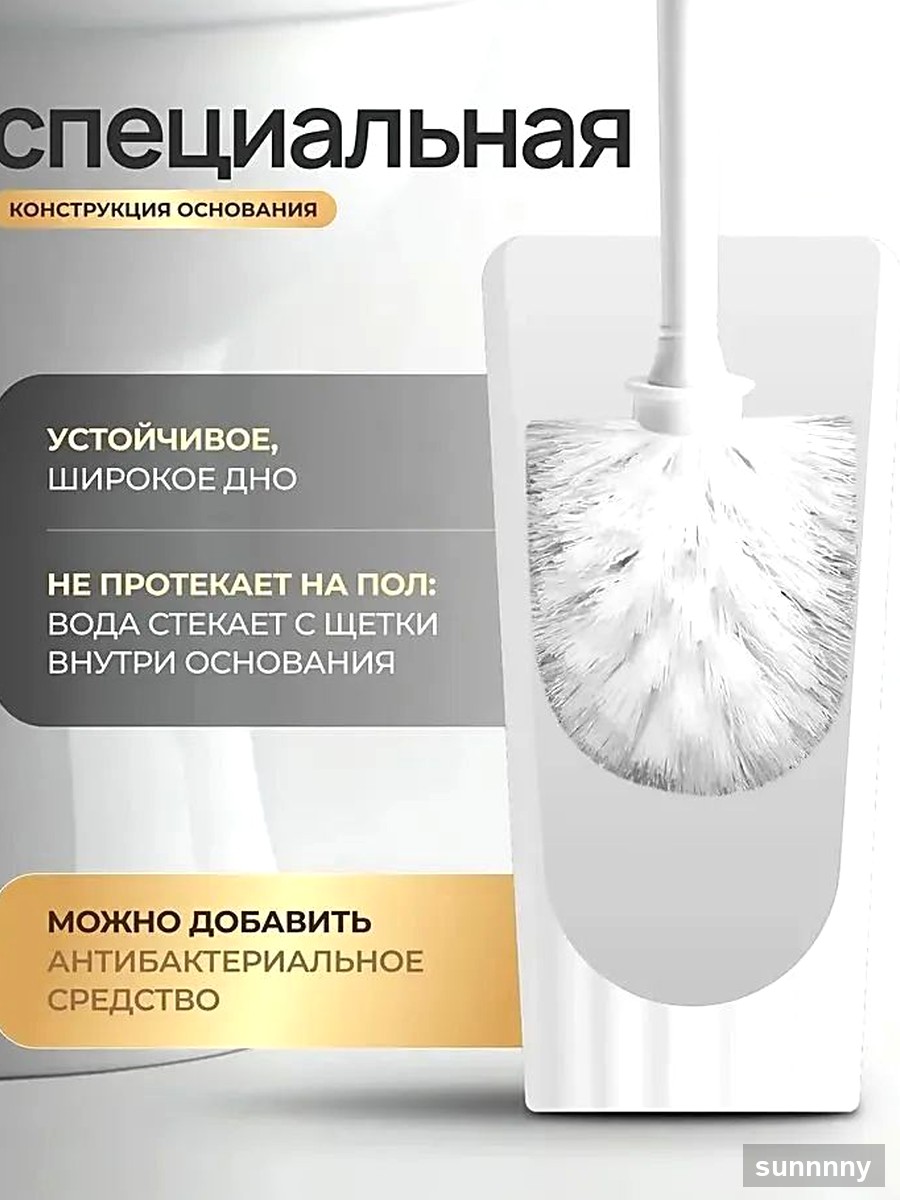 специальная
КОНСТРУКЦИЯ ОСНОВАНИЯ
УСТОЙЧИВОЕ,
ШИРОКОЕ ДНО
НЕ ПРОТЕКАЕТ НА ПОЛ:
ВОДА СТЕКАЕТ С ЩЕТКИ
ВНУТРИ ОСНОВАНИЯ
МОЖНО ДОБАВИТЬ
АНТИБАКТЕРИАЛЬНОЕ
СРЕДСТВО
sunnnny